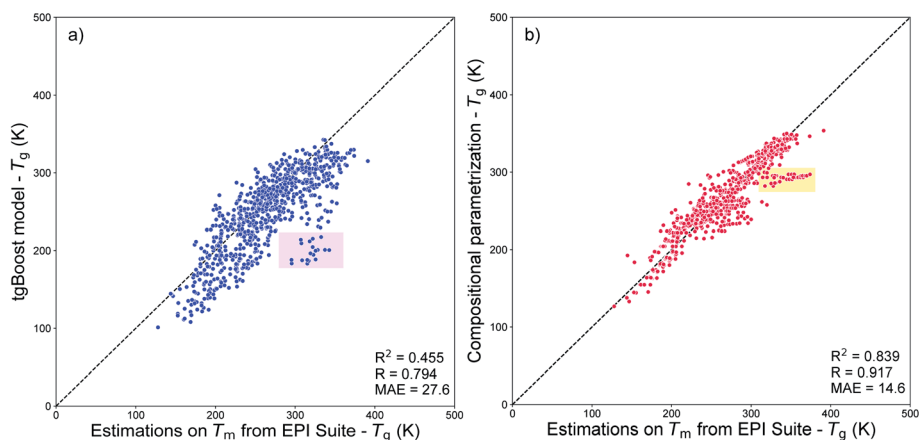 a)
500
400
300
200
100
0
0
100
200
300
400
500
tgBoost model - Tg (K)
Estimations on Tm from EPI Suite - Tg (K)
R² = 0.455
R = 0.794
MAE = 27.6
b)
500
400
300
200
100
0
0
100
200
300
400
500
Compositional parametrization - Tg (K)
Estimations on Tm from EPI Suite - Tg (K)
R² = 0.839
R = 0.917
MAE = 14.6